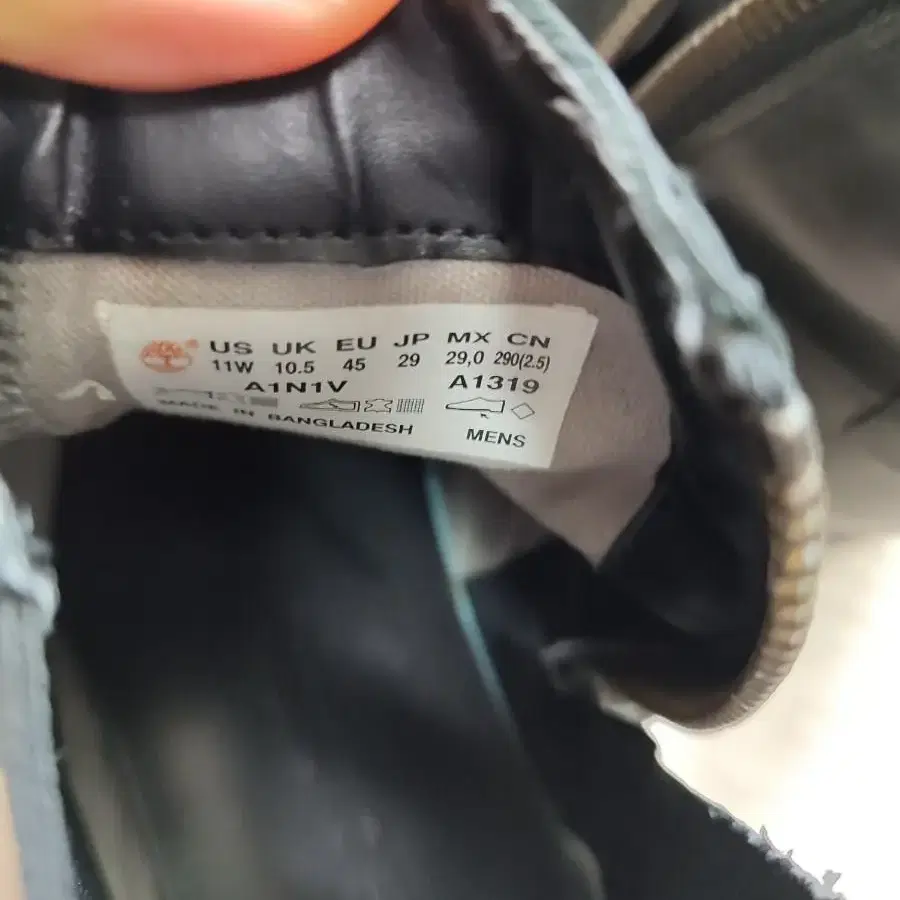 ® US UK EU JP MX CN
11W 10.5 45 29 29,0 290(2.5)
A1N1V A1319
MADE IN BANGLADESH MENS